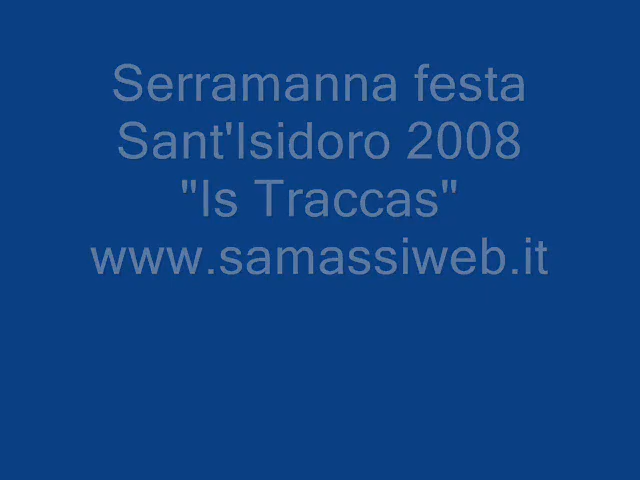 Serramanna festa
Sant'Isidoro 2008
"Is Traccas"
www.samassiweb.it